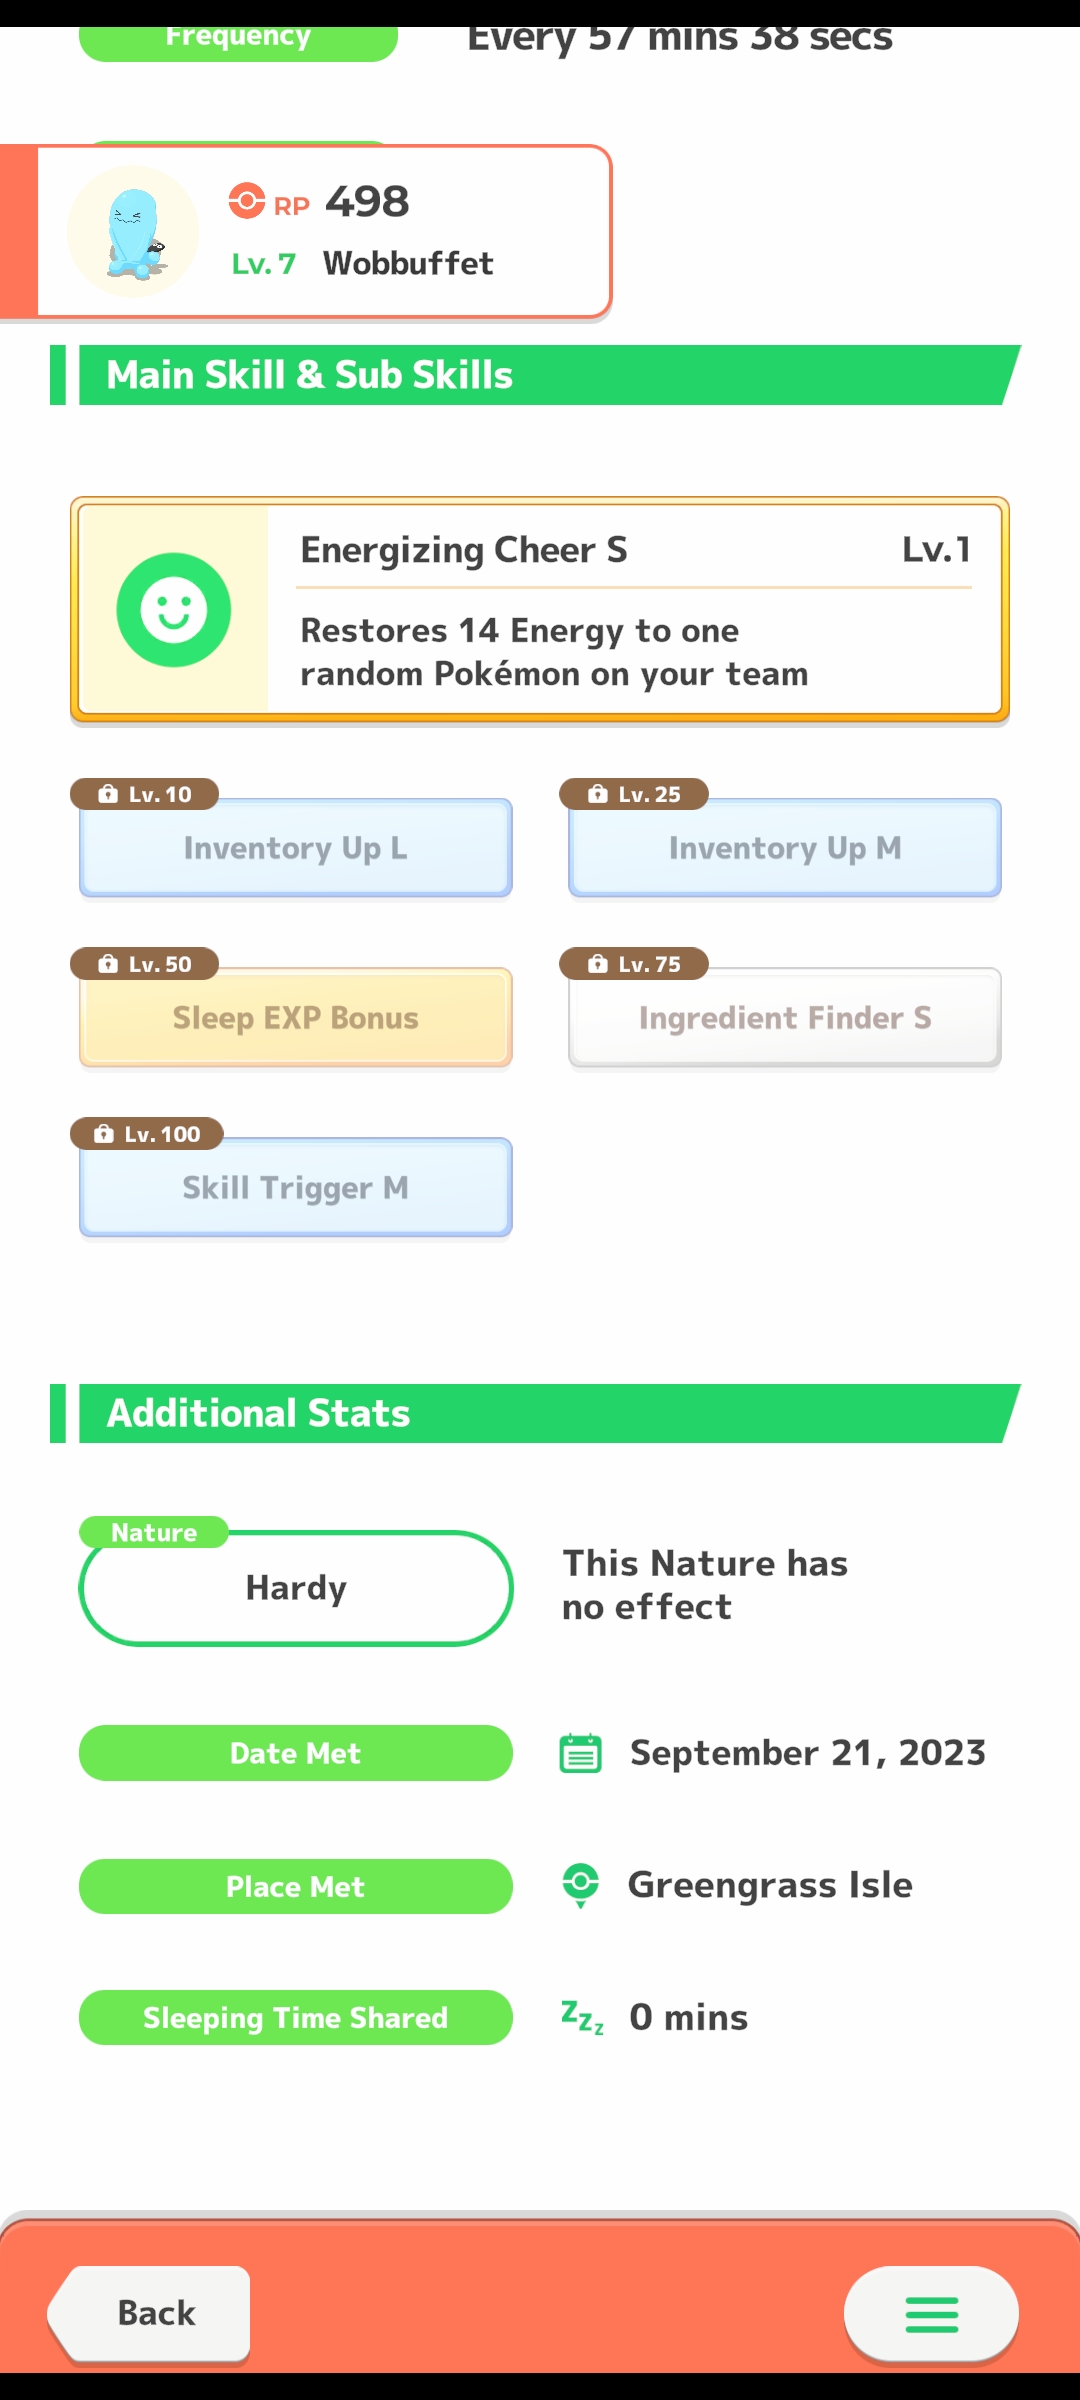 Frequency
Every 57 mins 38 secs
RP 498
Lv. 7 Wobbuffet
Main Skill & Sub Skills
Energizing Cheer S
Lv.1
Restores 14 Energy to one
random Pokémon on your team
Lv. 10
Inventory Up L
Lv. 25
Inventory Up M
Lv. 50
Sleep EXP Bonus
Lv. 75
Ingredient Finder S
Lv. 100
Skill Trigger M
Additional Stats
Nature
Hardy
This Nature has
no effect
Date Met
September 21, 2023
Place Met
Greengrass Isle
Sleeping Time Shared
zzz 0 mins
Back